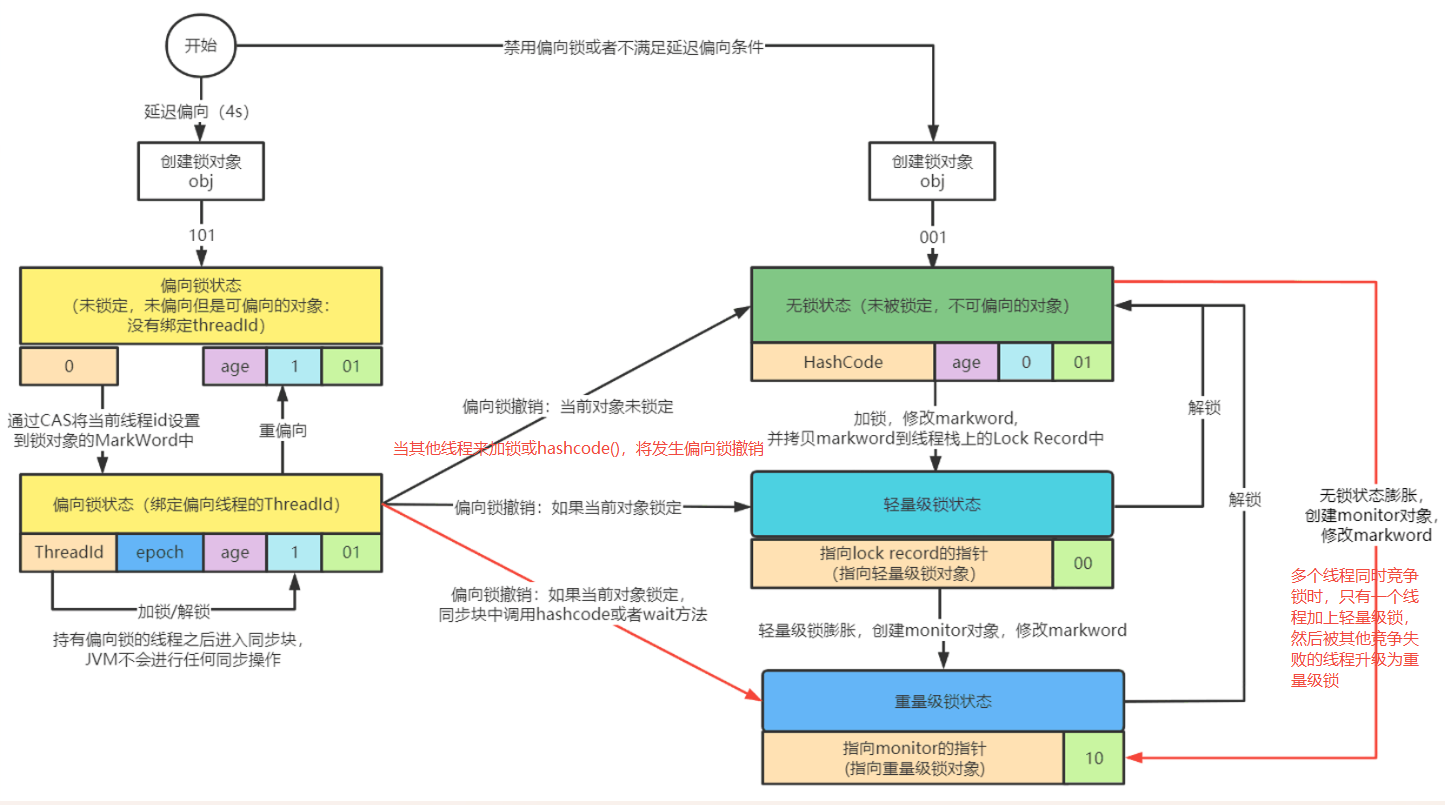 开始
禁用偏向锁或者不满足延迟偏向条件
延迟偏向（4s）
创建锁对象
obj
创建锁对象
obj
101
001
偏向锁状态
（未锁定，未偏向但是可偏向的对象：
没有绑定threadId）
0
age
1
01
无锁状态（未被锁定，不可偏向的对象）
HashCode
age
0
01
通过CAS将当前线程id设置
到锁对象的MarkWord中
重偏向
偏向锁撤销：当前对象未锁定
当其他线程来加锁或hashcode()，将发生偏向锁撤销
加锁，修改markword,
并拷贝markword到线程栈上的Lock Record中
解锁
解锁
偏向锁状态（绑定偏向线程的ThreadId）
ThreadId
epoch
age
1
01
偏向锁撤销：如果当前对象锁定
轻量级锁状态
指向lock record的指针
(指向轻量级锁对象)
00
无锁状态膨胀，
创建monitor对象，
修改markword
多个线程同时竞争
锁时，只有一个线
程加上轻量级锁，
然后被其他竞争失
败的线程升级为重
量级锁
加锁/解锁
持有偏向锁的线程之后进入同步块，
JVM不会进行任何同步操作
偏向锁撤销：如果当前对象锁定，
同步块中调用hashcode或者wait方法
轻量级锁膨胀，创建monitor对象，修改markword
重量级锁状态
指向monitor的指针
(指向重量级锁对象)
10